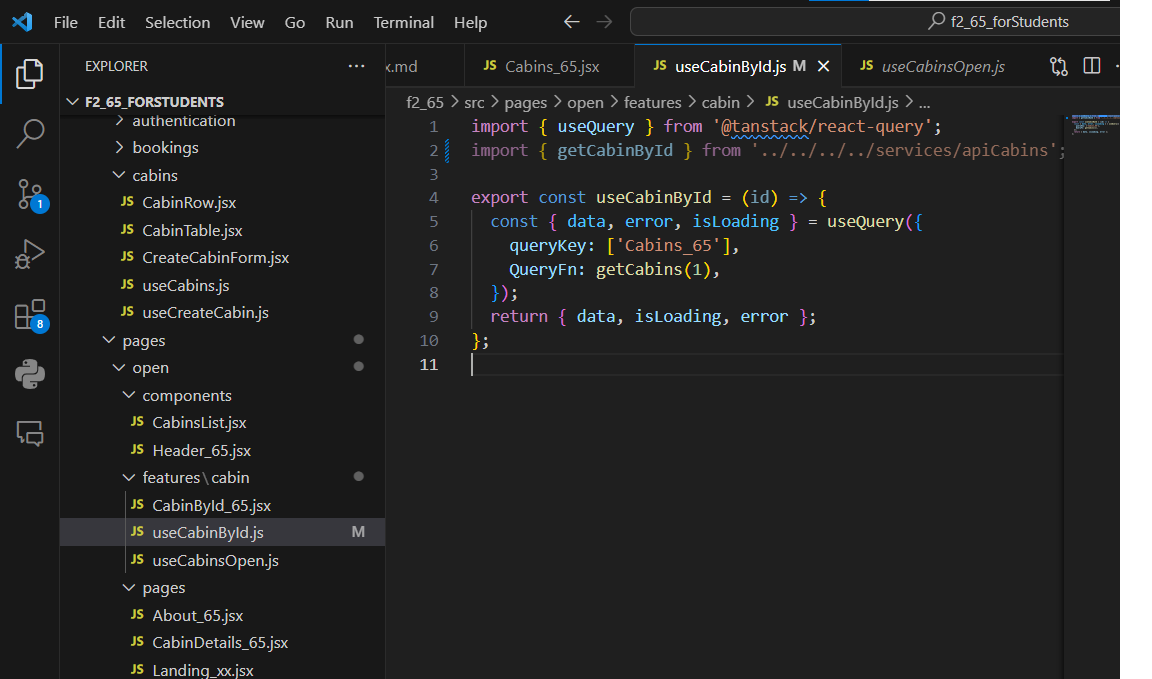 File Edit Selection View Go Run Terminal Help f2_65_forStudents
EXPLORER
F2_65_FORSTUDENTS
authentication
bookings
cabins
JS CabinRow.jsx
JS CabinTable.jsx
JS CreateCabinForm.jsx
JS useCabins.js
JS useCreateCabin.js
pages
open
components
JS CabinsList.jsx
JS Header_65.jsx
features\cabin
JS CabinById_65.jsx
JS useCabinById.js M
JS useCabinsOpen.js
pages
JS About_65.jsx
JS CabinDetails_65.jsx
JS Landing_xx.jsx
1
8
x.md JS Cabins_65.jsx JS useCabinById.js M JS useCabinsOpen.js
f2_65 > src > pages > open > features > cabin > JS useCabinById.js > ...
1 import { useQuery } from '@tanstack/react-query';
2 import { getCabinById } from '../../../../services/apiCabins';
3
4 export const useCabinById = (id) => {
5 const { data, error, isLoading } = useQuery({
6 queryKey: ['Cabins_65'],
7 QueryFn: getCabins(1),
8 });
9 return { data, isLoading, error };
10 };
11